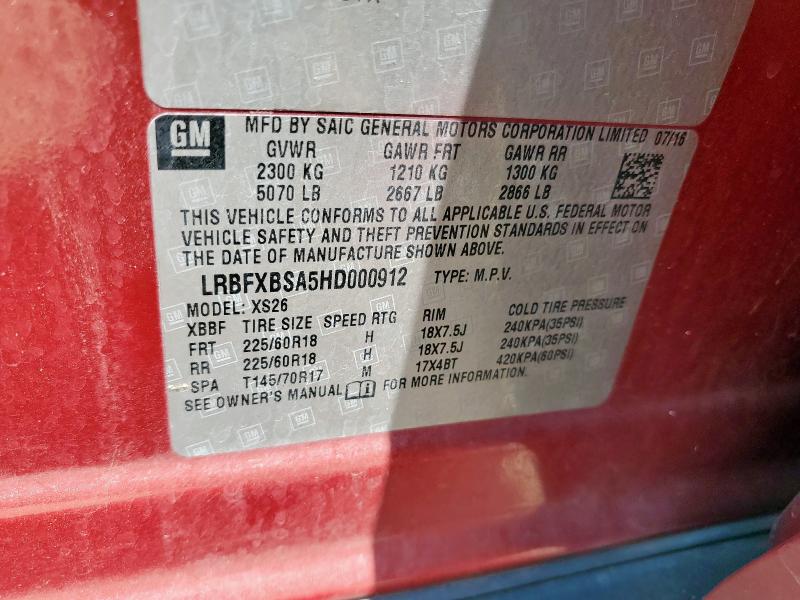 GM MFD BY SAIC GENERAL MOTORS CORPORATION LIMITED 07/16
GVWR GAWR FRT GAWR RR
2300 KG 1210 KG 1300 KG
5070 LB 2667 LB 2866 LB
THIS VEHICLE CONFORMS TO ALL APPLICABLE U.S. FEDERAL MOTOR
VEHICLE SAFETY AND THEFT PREVENTION STANDARDS IN EFFECT ON
THE DATE OF MANUFACTURE SHOWN ABOVE.
LRBFXBSA5HD000912 TYPE: M.P.V.
MODEL: XS26
XBBF TIRE SIZE SPEED RTG RIM COLD TIRE PRESSURE
FRT 225/60R18 H 18X7.5J 240KPA(35PSI)
RR 225/60R18 H 18X7.5J 240KPA(35PSI)
SPA T145/70R17 M 17X4BT 420KPA(60PSI)
SEE OWNER'S MANUAL FOR MORE INFORMATION.